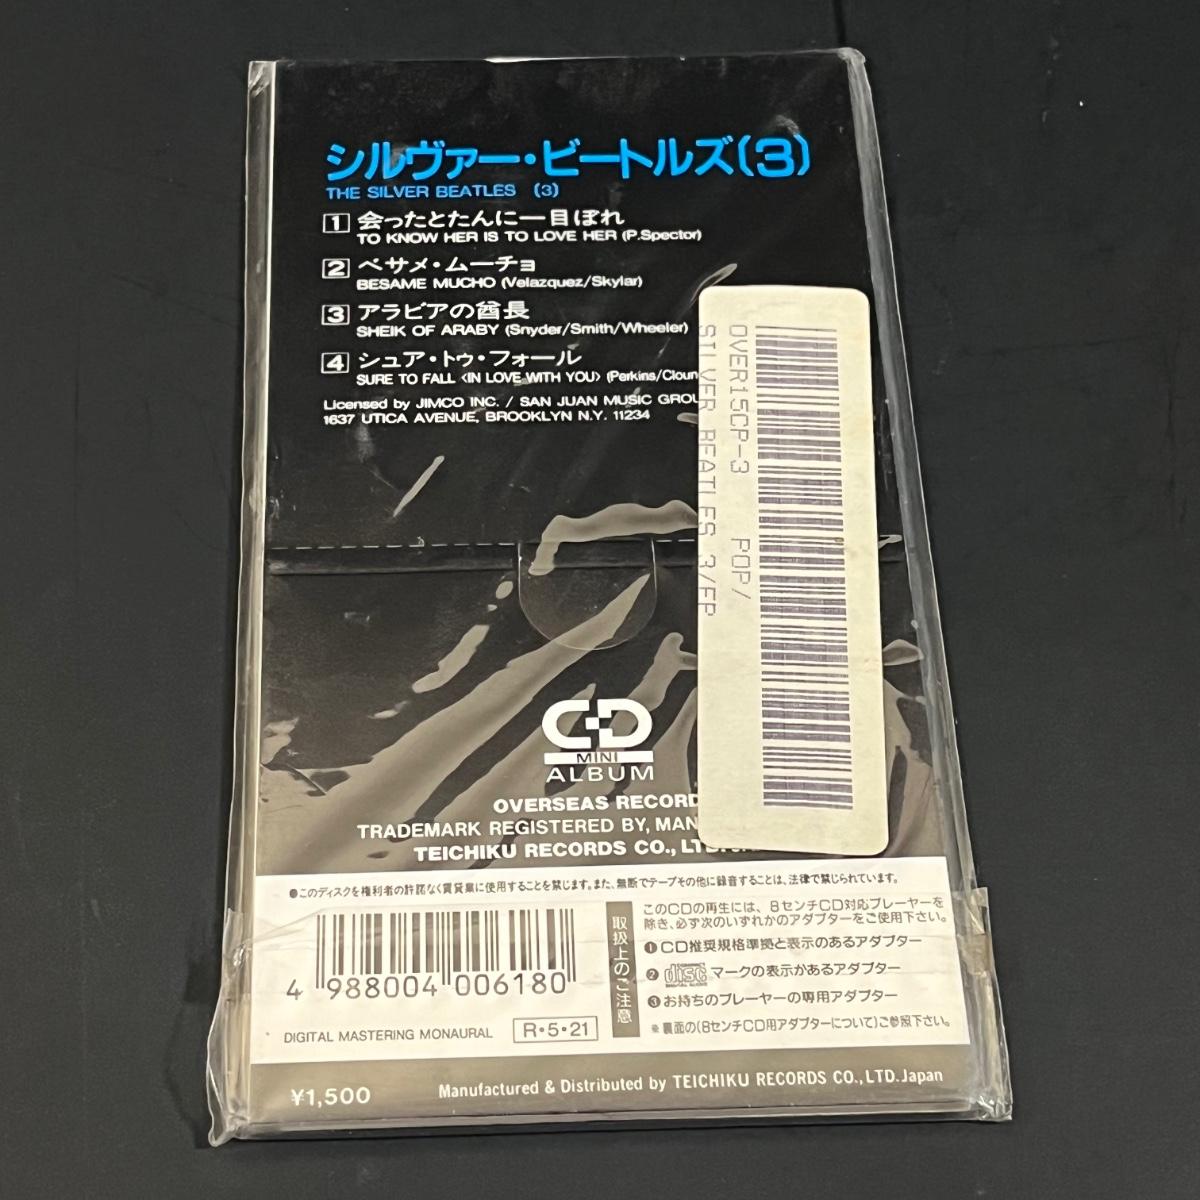 シルヴァー・ビートルズ(3)
THE SILVER BEATLES (3)
1 会ったとたんに一目ぼれ
TO KNOW HER IS TO LOVE HER (P.Spector)
2 ベサメ・ムーチョ
BESAME MUCHO (Velazquez/Skylar)
3 アラビアの酋長
SHEIK OF ARABY (Snyder/Smith/Wheeler)
4 シュア・トゥ・フォール
SURE TO FALL <IN LOVE WITH YOU> (Perkins/
Licensed by JIMCO INC. / SAN JUAN MUSIC
1637 UTICA AVENUE, BROOKLYN N.Y. 11234
OVER15CP-3 POP/
SILVER BEATLES 3/EP
CD
MINI
ALBUM
OVERSEAS
TRADEMARK REGISTERED BY,
TEICHIKU RECORDS CO.,
●このディスクを権利者の許諾なく賃貸業に使用することを禁じます。また、無断でテープその他に録音することは、法律で禁じられています。
4 988004 006180
DIGITAL MASTERING MONAURAL R・5・21
取扱上のご注意
このCDの再生には、8センチCD対応プレーヤーを
除き、必ず次のいずれかのアダプターをご使用下さい。
❶CD推奨規格準拠と表示のあるアダプター
❷ COMPACT disc DIGITAL AUDIO マークの表示があるアダプター
❸お持ちのプレーヤーの専用アダプター
※裏面の(8センチCD用アダプターについて)ご参照下さい。
¥1,500
Manufactured & Distributed by TEICHIKU RECORDS CO.,LTD.Japan